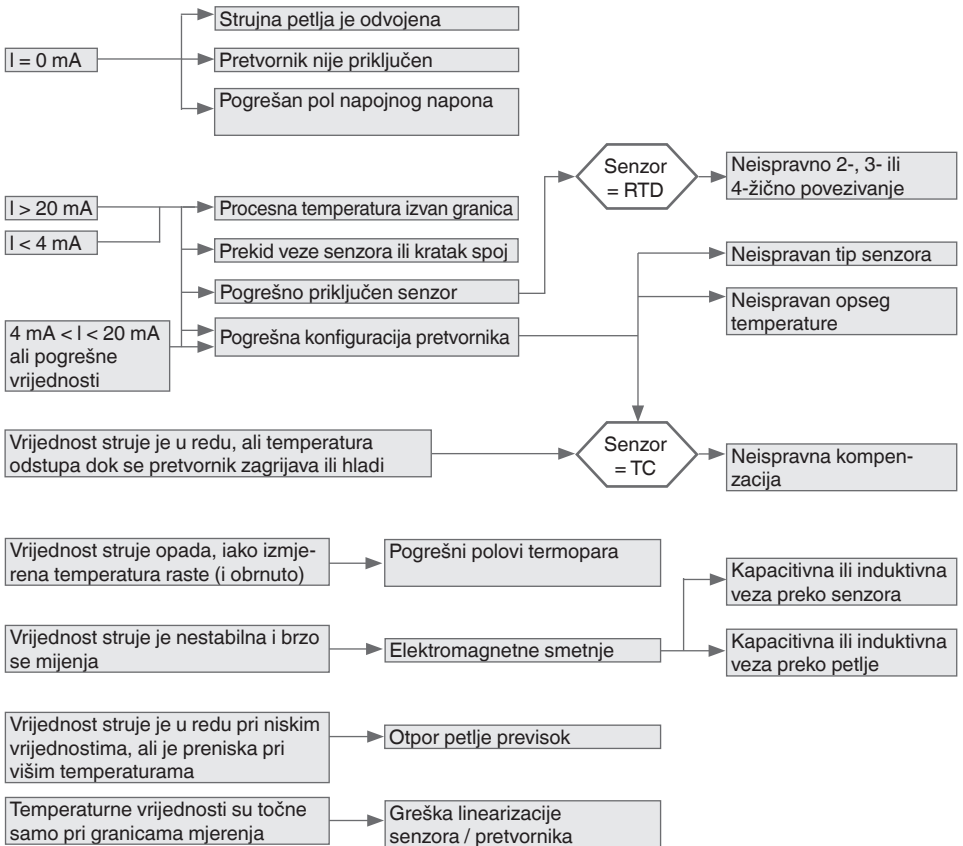 I = 0 mA
Strujna petlja je odvojena
Pretvornik nije priključen
Pogrešan pol napojnog napona
I > 20 mA
I < 4 mA
4 mA < I < 20 mA
ali pogrešne
vrijednosti
Procesna temperatura izvan granica
Prekid veze senzora ili kratak spoj
Pogrešno priključen senzor
Pogrešna konfiguracija pretvornika
Senzor
= RTD
Neispravno 2-, 3- ili
4-žično povezivanje
Neispravan tip senzora
Neispravan opseg
temperature
Vrijednost struje je u redu, ali temperatura
odstupa dok se pretvornik zagrijava ili hladi
Senzor
= TC
Neispravna kompen-
zacija
Vrijednost struje opada, iako izmje-
rena temperatura raste (i obrnuto)
Pogrešni polovi termopara
Vrijednost struje je nestabilna i brzo
se mijenja
Elektromagnetne smetnje
Kapacitivna ili induktivna
veza preko senzora
Kapacitivna ili induktivna
veza preko petlje
Vrijednost struje je u redu pri niskim
vrijednostima, ali je preniska pri
višim temperaturama
Otpor petlje previsok
Temperaturne vrijednosti su točne
samo pri granicama mjerenja
Greška linearizacije
senzora / pretvornika